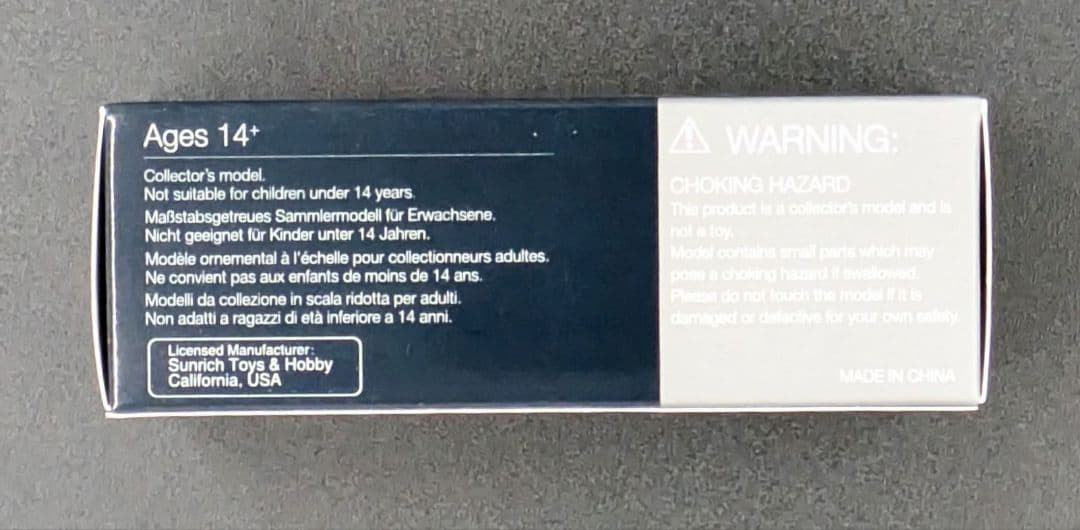 Ages 14+
Collector's model.
Not suitable for children under 14 years.
Maßstabsgetreues Sammlermodell für Erwachsene.
Nicht geeignet für Kinder unter 14 Jahren.
Modèle ornemental à l'échelle pour collectionneurs adultes.
Ne convient pas aux enfants de moins de 14 ans.
Modelli da collezione in scala ridotta per adulti.
Non adatti a ragazzi di età inferiore a 14 anni.
Licensed Manufacturer:
Sunrich Toys & Hobby
California, USA
WARNING:
CHOKING HAZARD
This product is a collector's model and is
not a toy.
Model contains small parts which may
pose a choking hazard if swallowed.
Please do not touch the model if it is
damaged or defective for your own safety.
MADE IN CHINA